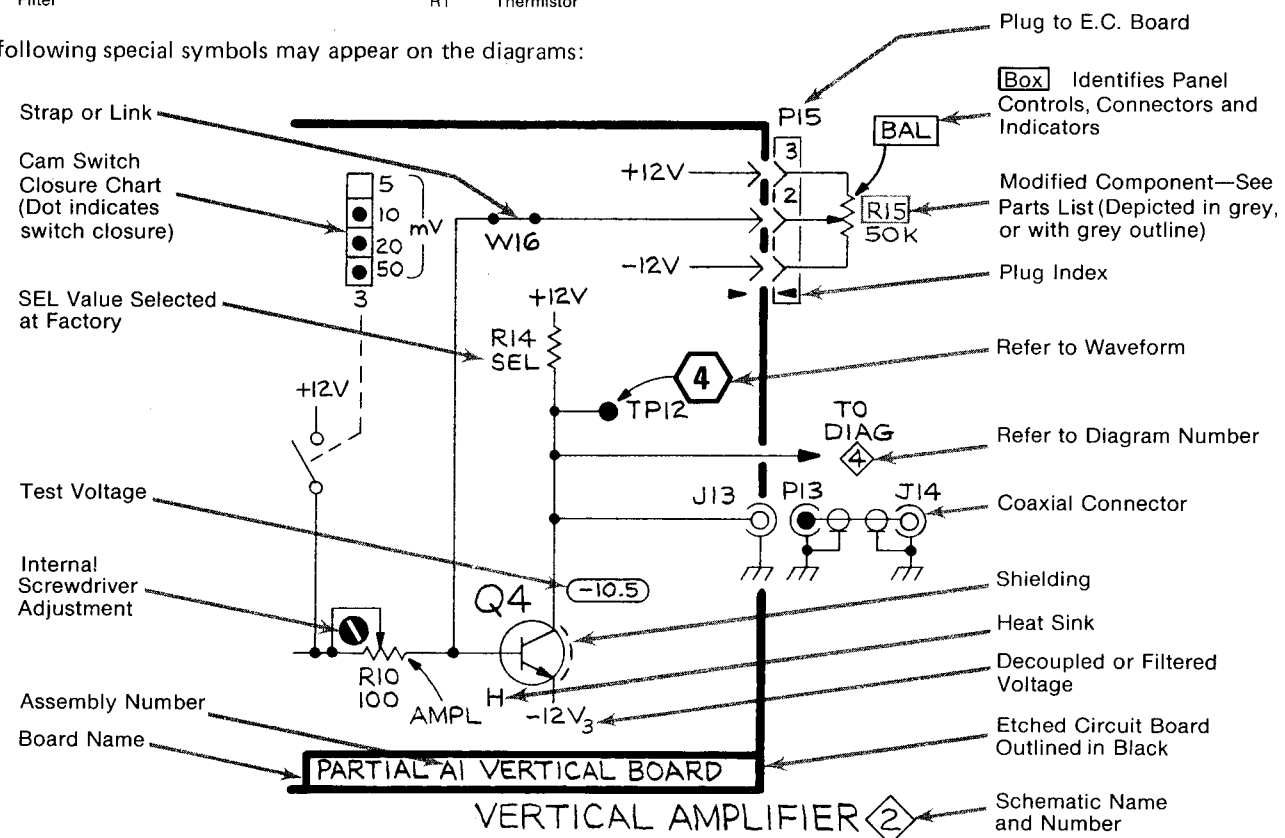 Filter
RT Thermistor
following special symbols may appear on the diagrams:
Plug to E.C. Board
Box Identifies Panel
Controls, Connectors and
Indicators
Modified Component—See
Parts List (Depicted in grey,
or with grey outline)
Plug Index
Refer to Waveform
Refer to Diagram Number
Coaxial Connector
Shielding
Heat Sink
Decoupled or Filtered
Voltage
Etched Circuit Board
Outlined in Black
Schematic Name
and Number
Strap or Link
Cam Switch
Closure Chart
(Dot indicates
switch closure)
SEL Value Selected
at Factory
Test Voltage
Internal
Screwdriver
Adjustment
Assembly Number
Board Name
5
10
20
50
mV
3
W16
+12V
-12V
P15
3
2
BAL
R15
50K
+12V
R14
SEL
4
TP12
+12V
TO
DIAG
4
J13
P13
J14
-10.5
Q4
R10
100
AMPL
H
-12V3
PARTIAL A1 VERTICAL BOARD
VERTICAL AMPLIFIER 2